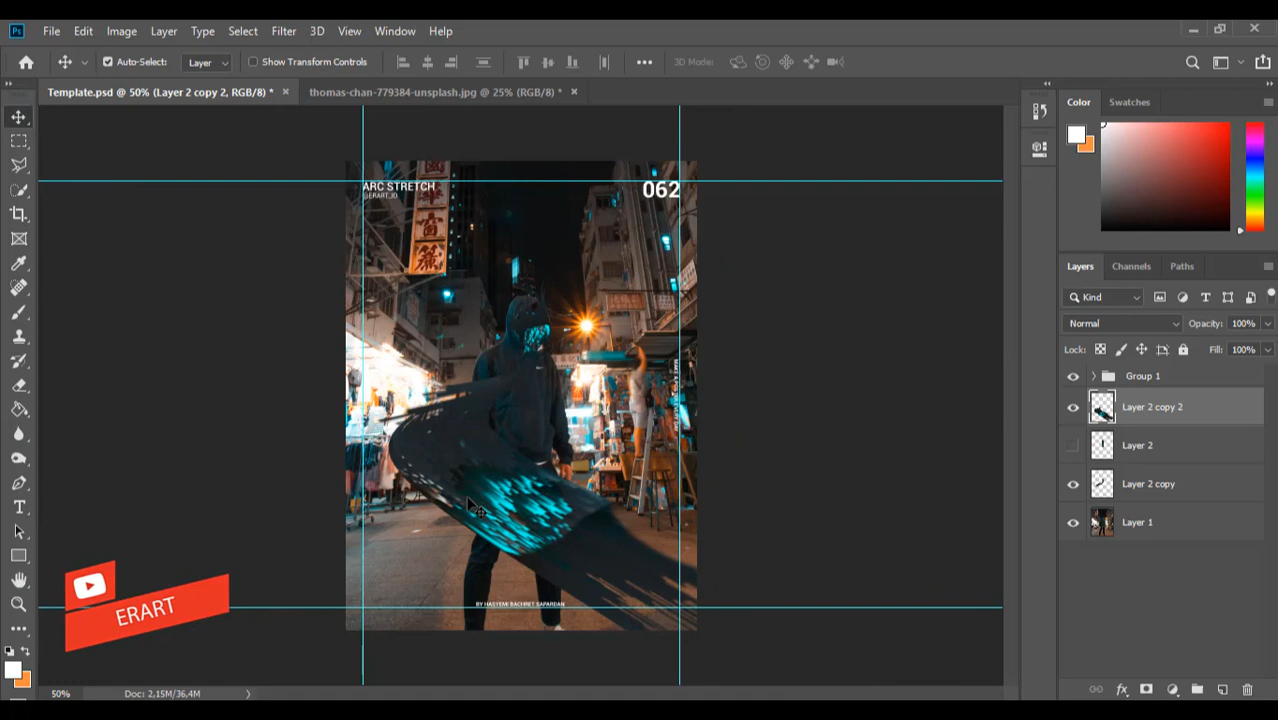 Ps File Edit Image Layer Type Select Filter 3D View Window Help
Auto-Select: Layer Show Transform Controls 3D Mode:
Template.psd @ 50% (Layer 2 copy 2, RGB/8) * thomas-chan-779384-unsplash.jpg @ 25% (RGB/8) *
Color Swatches
ARC STRETCH 062
@ERART_ID
Layers Channels Paths
Kind
Normal Opacity: 100%
Lock: Fill: 100%
Group 1
Layer 2 copy 2
Layer 2
Layer 2 copy
Layer 1
ERART
BY HASYEMI BACHRET SAPARDAN
50% Doc: 2,15M/36,4M